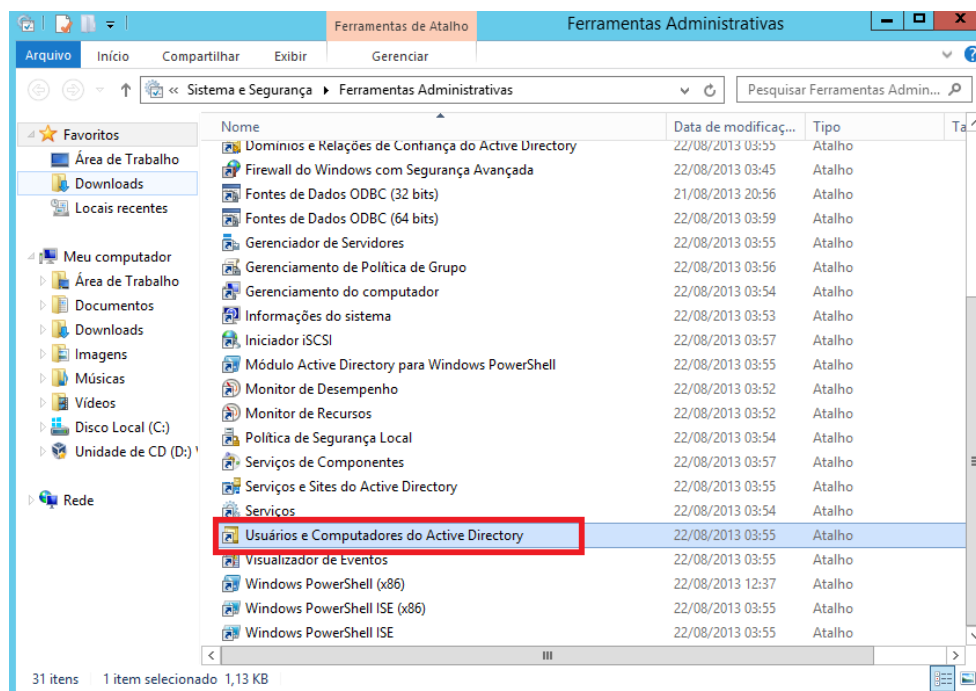 Ferramentas de Atalho
Ferramentas Administrativas
Arquivo Início Compartilhar Exibir Gerenciar
« Sistema e Segurança Ferramentas Administrativas Pesquisar Ferramentas Admin...
Favoritos
Área de Trabalho
Downloads
Locais recentes
Meu computador
Área de Trabalho
Documentos
Downloads
Imagens
Músicas
Vídeos
Disco Local (C:)
Unidade de CD (D:)
Rede
Nome Data de modificaç... Tipo Ta
Domínios e Relações de Confiança do Active Directory 22/08/2013 03:55 Atalho
Firewall do Windows com Segurança Avançada 22/08/2013 03:45 Atalho
Fontes de Dados ODBC (32 bits) 21/08/2013 20:56 Atalho
Fontes de Dados ODBC (64 bits) 22/08/2013 03:59 Atalho
Gerenciador de Servidores 22/08/2013 03:55 Atalho
Gerenciamento de Política de Grupo 22/08/2013 03:56 Atalho
Gerenciamento do computador 22/08/2013 03:54 Atalho
Informações do sistema 22/08/2013 03:53 Atalho
Iniciador iSCSI 22/08/2013 03:57 Atalho
Módulo Active Directory para Windows PowerShell 22/08/2013 03:55 Atalho
Monitor de Desempenho 22/08/2013 03:52 Atalho
Monitor de Recursos 22/08/2013 03:52 Atalho
Política de Segurança Local 22/08/2013 03:54 Atalho
Serviços de Componentes 22/08/2013 03:57 Atalho
Serviços e Sites do Active Directory 22/08/2013 03:55 Atalho
Serviços 22/08/2013 03:54 Atalho
Usuários e Computadores do Active Directory 22/08/2013 03:55 Atalho
Visualizador de Eventos 22/08/2013 03:55 Atalho
Windows PowerShell (x86) 22/08/2013 12:37 Atalho
Windows PowerShell ISE (x86) 22/08/2013 03:55 Atalho
Windows PowerShell ISE 22/08/2013 03:55 Atalho
31 itens 1 item selecionado 1,13 KB